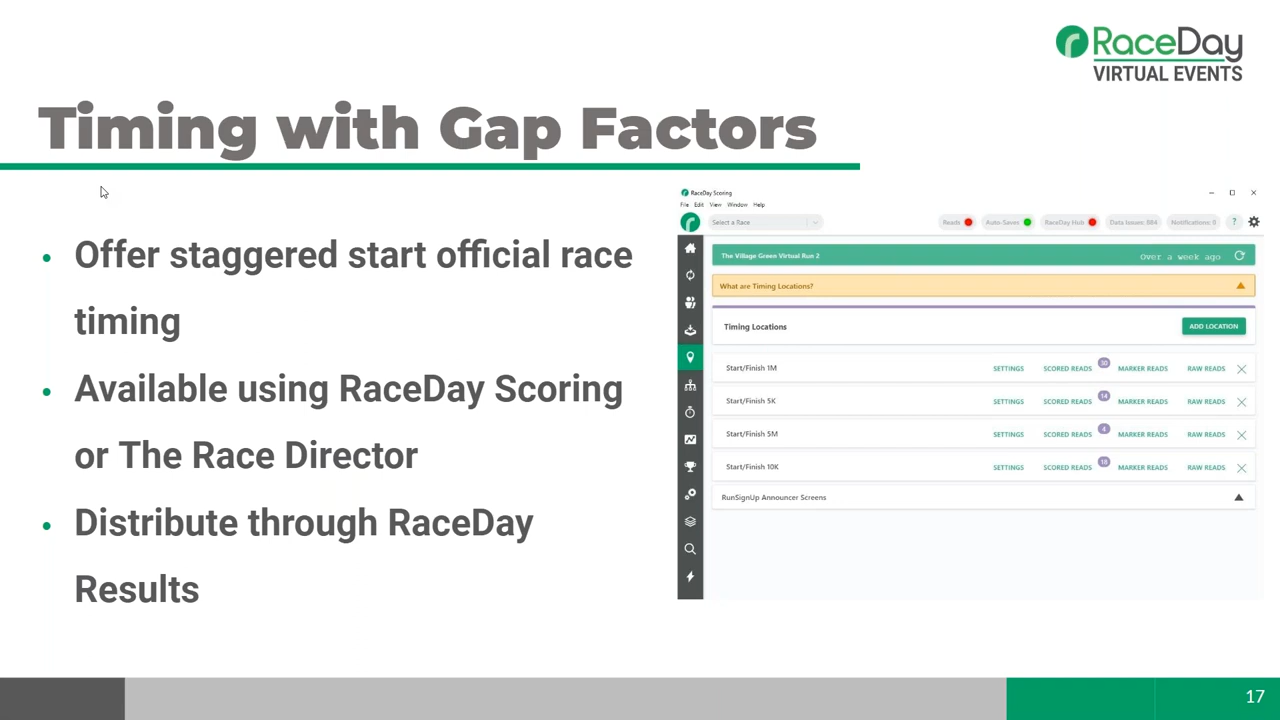 RaceDay
VIRTUAL EVENTS
Timing with Gap Factors
• Offer staggered start official race
timing
• Available using RaceDay Scoring
or The Race Director
• Distribute through RaceDay
Results
RaceDay Scoring
File Edit View Window Help
Select a Race
Reads Auto-Saves RaceDay Hub Data Issues: 884 Notifications: 0 ?
The Village Green Virtual Run 2 Over a week ago
What are Timing Locations?
Timing Locations ADD LOCATION
Start/Finish 1M SETTINGS SCORED READS 30 MARKER READS RAW READS
Start/Finish 5K SETTINGS SCORED READS 14 MARKER READS RAW READS
Start/Finish 5M SETTINGS SCORED READS 4 MARKER READS RAW READS
Start/Finish 10K SETTINGS SCORED READS 18 MARKER READS RAW READS
RunSignUp Announcer Screens
17